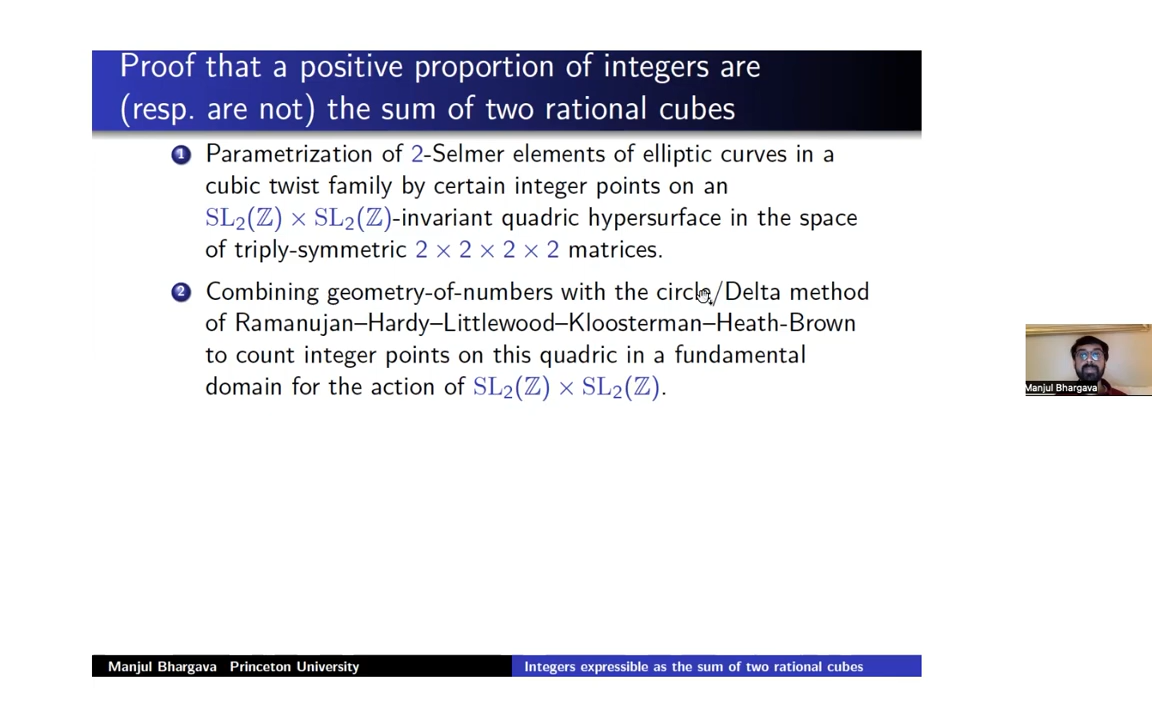 Proof that a positive proportion of integers are
(resp. are not) the sum of two rational cubes
1 Parametrization of 2-Selmer elements of elliptic curves in a
cubic twist family by certain integer points on an
SL₂(ℤ) × SL₂(ℤ)-invariant quadric hypersurface in the space
of triply-symmetric 2 × 2 × 2 × 2 matrices.
2 Combining geometry-of-numbers with the circle/Delta method
of Ramanujan–Hardy–Littlewood–Kloosterman–Heath-Brown
to count integer points on this quadric in a fundamental
domain for the action of SL₂(ℤ) × SL₂(ℤ).
Manjul Bhargava
Manjul Bhargava Princeton University
Integers expressible as the sum of two rational cubes